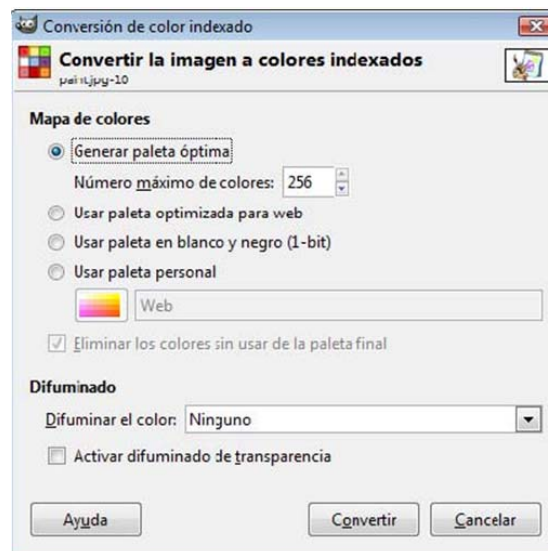 Conversión de color indexado
Convertir la imagen a colores indexados
paint.jpg-10
Mapa de colores
Generar paleta óptima
Número máximo de colores: 256
Usar paleta optimizada para web
Usar paleta en blanco y negro (1-bit)
Usar paleta personal
Web
Eliminar los colores sin usar de la paleta final
Difuminado
Difuminar el color: Ninguno
Activar difuminado de transparencia
Ayuda Convertir Cancelar